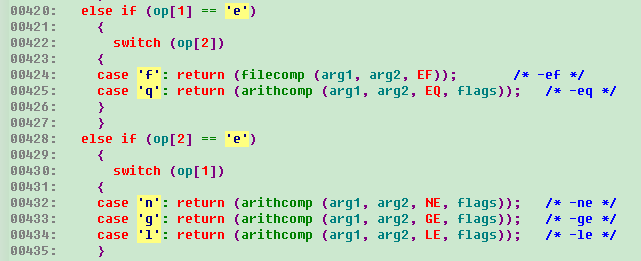 00420:   else if (op[1] == 'e')
00421:     {
00422:       switch (op[2])
00423:     {
00424:     case 'f': return (filecomp (arg1, arg2, EF));       /* -ef */
00425:     case 'q': return (arithcomp (arg1, arg2, EQ, flags));   /* -eq */
00426:     }
00427:     }
00428:   else if (op[2] == 'e')
00429:     {
00430:       switch (op[1])
00431:     {
00432:     case 'n': return (arithcomp (arg1, arg2, NE, flags));   /* -ne */
00433:     case 'g': return (arithcomp (arg1, arg2, GE, flags));   /* -ge */
00434:     case 'l': return (arithcomp (arg1, arg2, LE, flags));   /* -le */
00435:     }